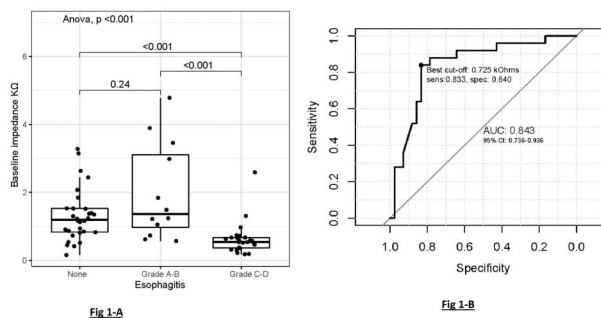 Anova, p <0.001
<0.001
<0.001
0.24
Baseline impedance KΩ
6
4
2
0
None
Grade A-B
Grade C-D
Esophagitis
Fig 1-A
Sensitivity
1.0
0.8
0.6
0.4
0.2
0.0
Best cut-off: 0.725 kOhms
sens:0.833, spec: 0.840
AUC: 0.843
95% CI: 0.736-0.936
1.0
0.8
0.6
0.4
0.2
0.0
Specificity
Fig 1-B